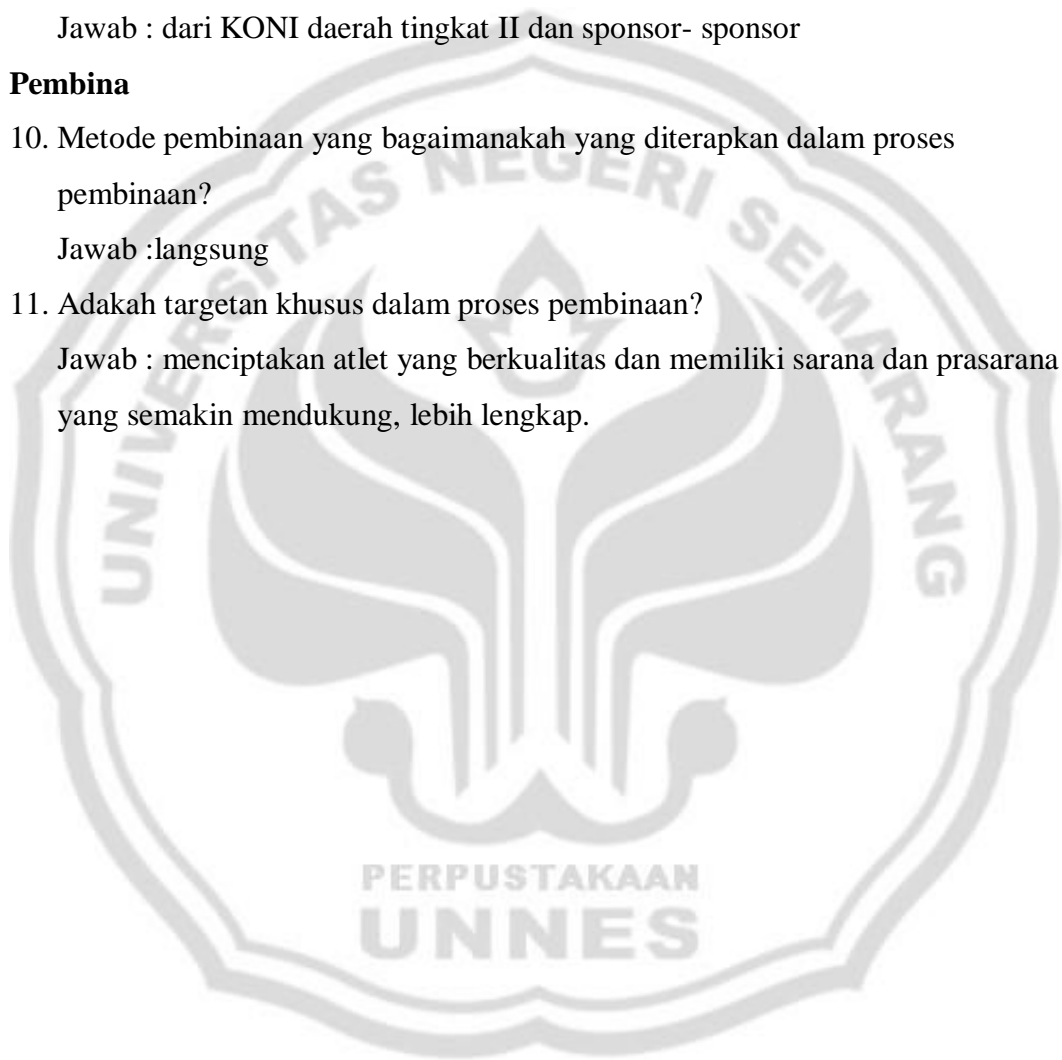 Jawab : dari KONI daerah tingkat II dan sponsor- sponsor
Pembina
10. Metode pembinaan yang bagaimanakah yang diterapkan dalam proses
pembinaan?
Jawab :langsung
11. Adakah targetan khusus dalam proses pembinaan?
Jawab : menciptakan atlet yang berkualitas dan memiliki sarana dan prasarana
yang semakin mendukung, lebih lengkap.
UNIVERSITAS NEGERI SEMARANG
PERPUSTAKAAN
UNNES